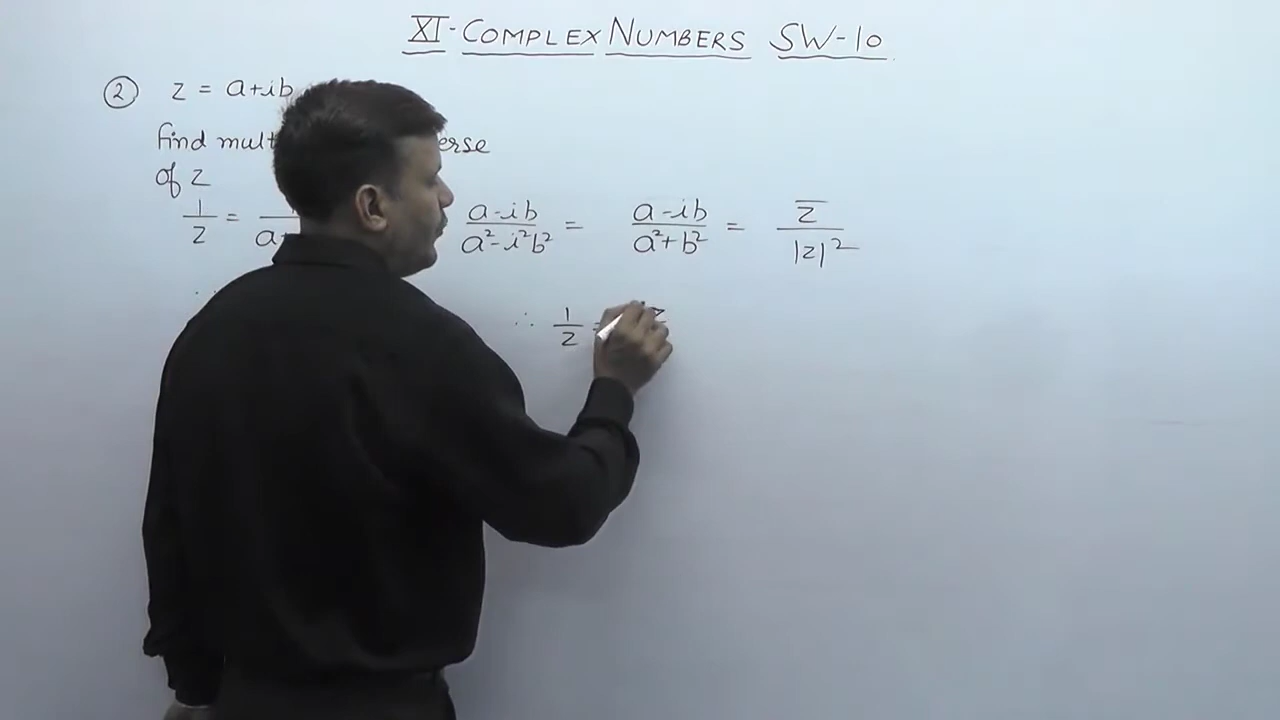 XI - COMPLEX NUMBERS SW-10
② z = a+ib
Find erse
of z
1/z = a-ib/a²-i²b² = a-ib/a²+b² = z̅/|z|²
∴ 1/z =